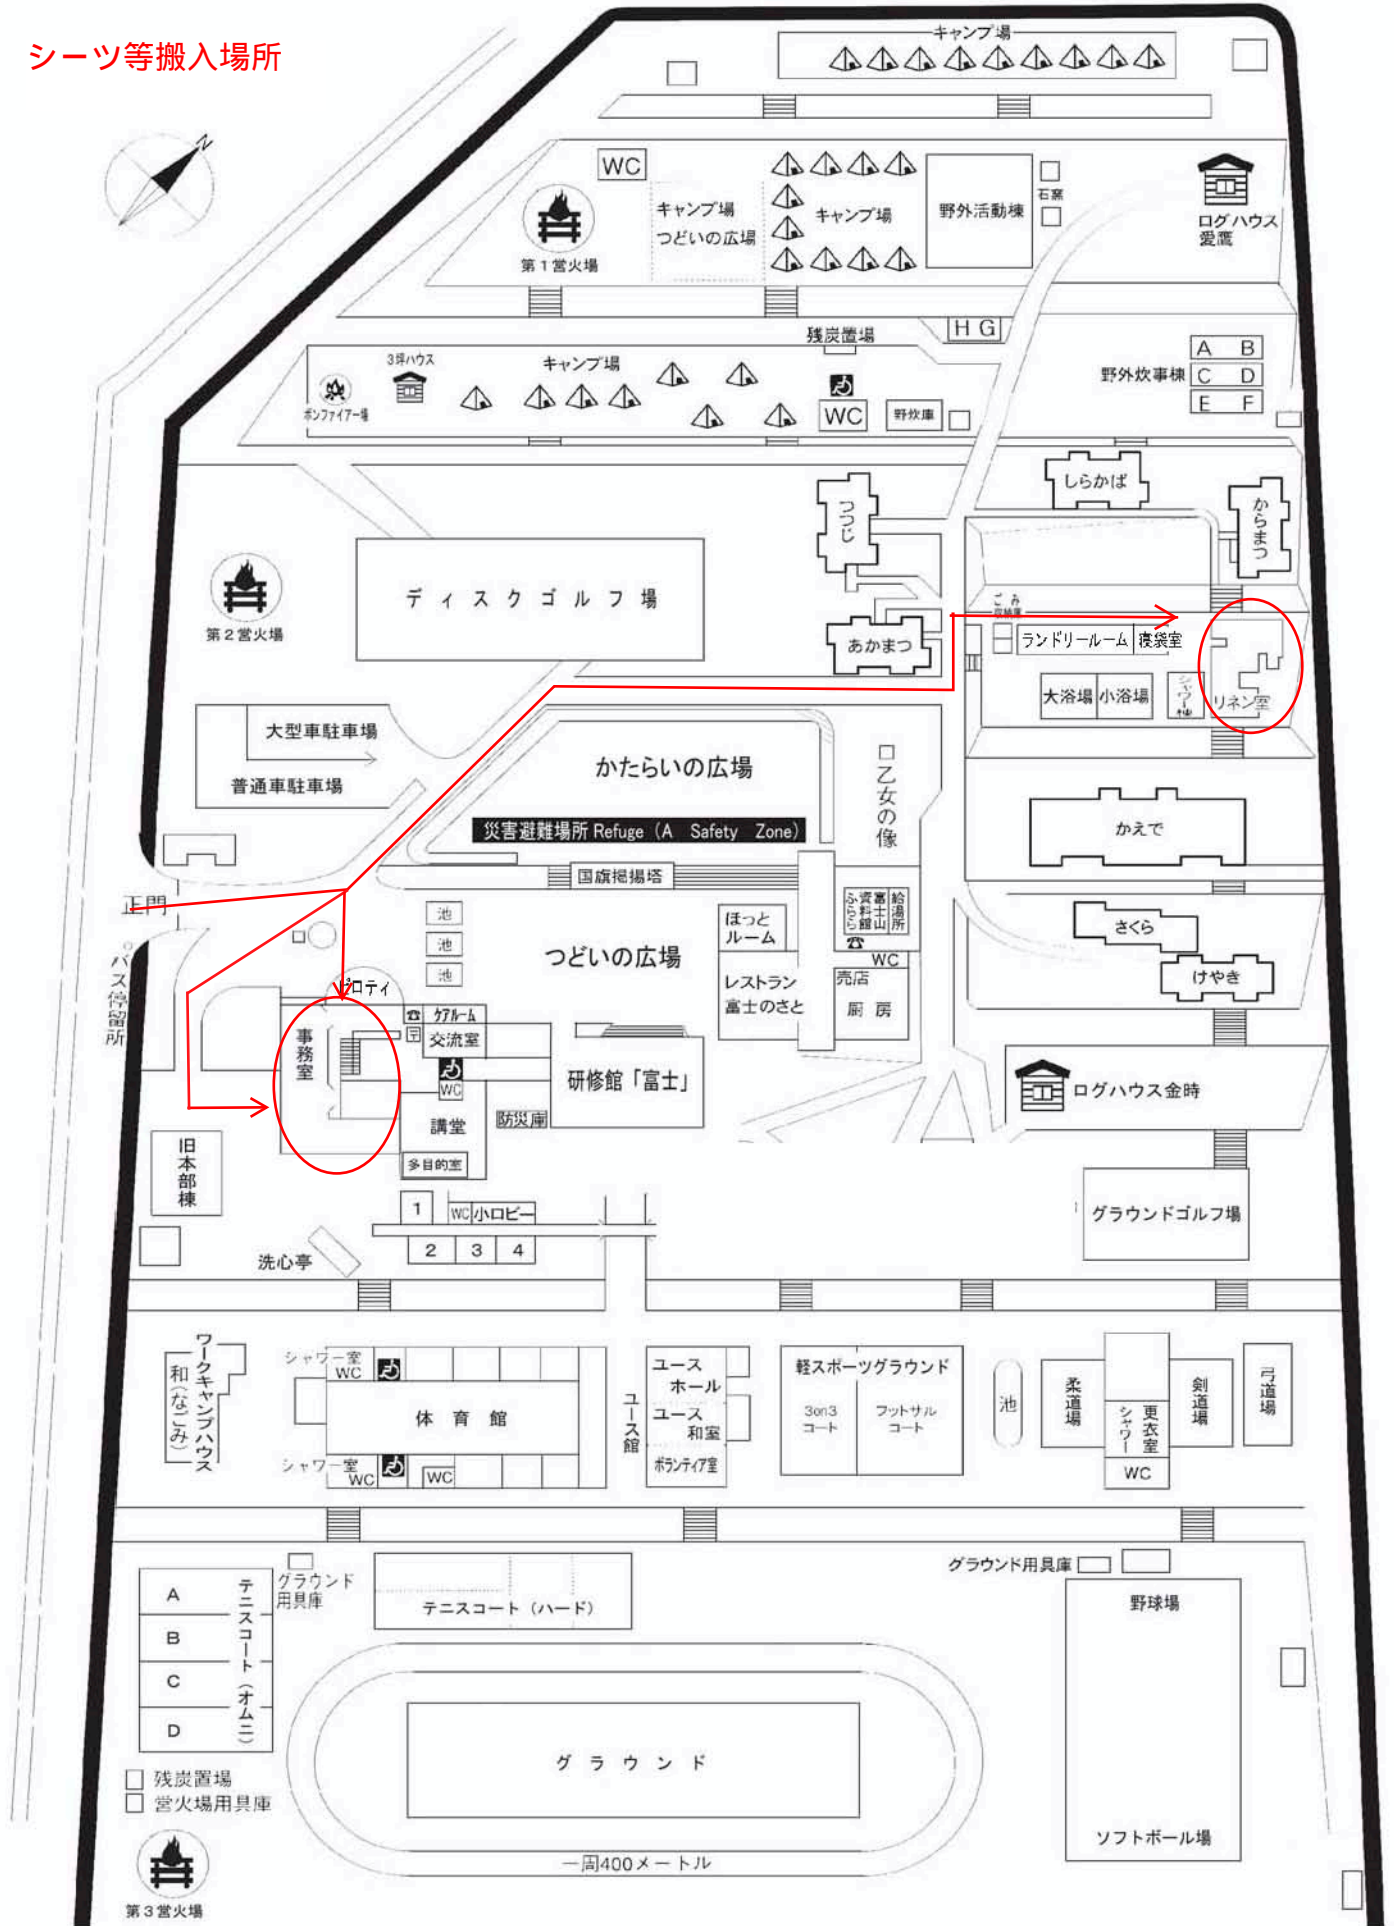 シーツ等搬入場所
N
キャンプ場
WC
キャンプ場
つどいの広場
キャンプ場
野外活動棟
石窯
ログハウス
愛鷹
第1営火場
残炭置場
H G
3坪ハウス
キャンプ場
ボンファイアー場
WC
野炊庫
野外炊事棟
A B
C D
E F
しらかば
つつじ
からまつ
ディスクゴルフ場
第2営火場
あかまつ
ごみ
収納庫
ランドリールーム
寝袋室
大浴場
小浴場
シャワー棟
リネン室
大型車駐車場
普通車駐車場
かたらいの広場
乙女の像
災害避難場所 Refuge (A Safety Zone)
かえで
国旗掲揚塔
正門
バス停留所
池
池
池
つどいの広場
ほっと
ルーム
ふらら
資料館
富士山
給湯所
WC
レストラン
富士のさと
売店
厨房
さくら
けやき
ピロティ
ケアルーム
交流室
事務室
WC
講堂
防災庫
研修館「富士」
多目的室
ログハウス金時
旧本部棟
1
WC
小ロビー
2
3
4
洗心亭
グラウンドゴルフ場
ワークキャンプハウス
和(なごみ)
シャワー室
WC
体育館
シャワー室
WC
WC
ユース館
ユース
ホール
ユース
和室
ボランティア室
軽スポーツグラウンド
3on3
コート
フットサル
コート
池
柔道場
更衣室
シャワー
WC
剣道場
弓道場
A
B
C
D
テニスコート(オムニ)
グラウンド
用具庫
テニスコート(ハード)
グラウンド用具庫
野球場
ソフトボール場
グラウンド
一周400メートル
残炭置場
営火場用具庫
第3営火場